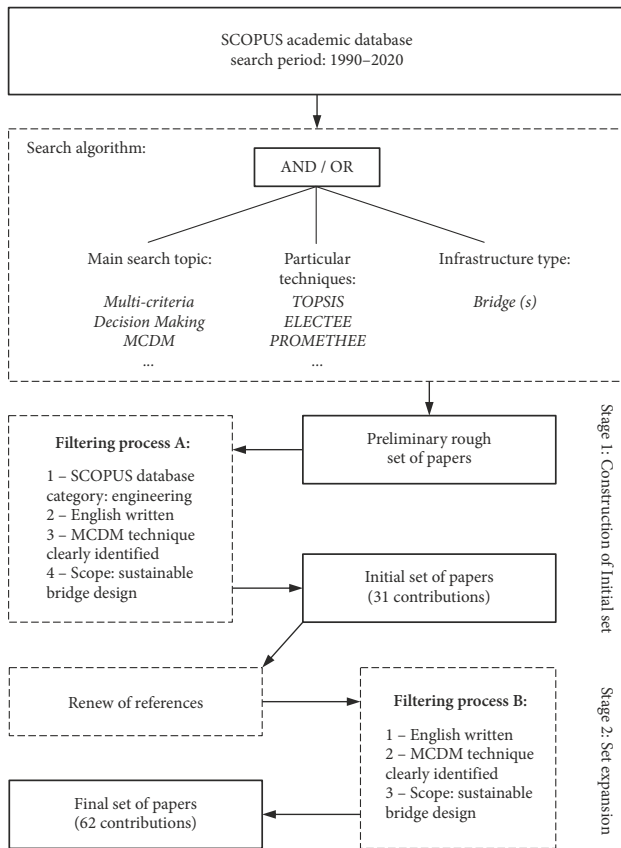 SCOPUS academic database
search period: 1990–2020
Search algorithm:
AND / OR
Main search topic:
Multi-criteria
Decision Making
MCDM
...
Particular
techniques:
TOPSIS
ELECTEE
PROMETHEE
...
Infrastructure type:
Bridge (s)
Stage 1: Construction of Initial set
Preliminary rough
set of papers
Filtering process A:
1 – SCOPUS database
category: engineering
2 – English written
3 – MCDM technique
clearly identified
4 – Scope: sustainable
bridge design
Initial set of papers
(31 contributions)
Stage 2: Set expansion
Renew of references
Filtering process B:
1 – English written
2 – MCDM technique
clearly identified
3 – Scope: sustainable
bridge design
Final set of papers
(62 contributions)